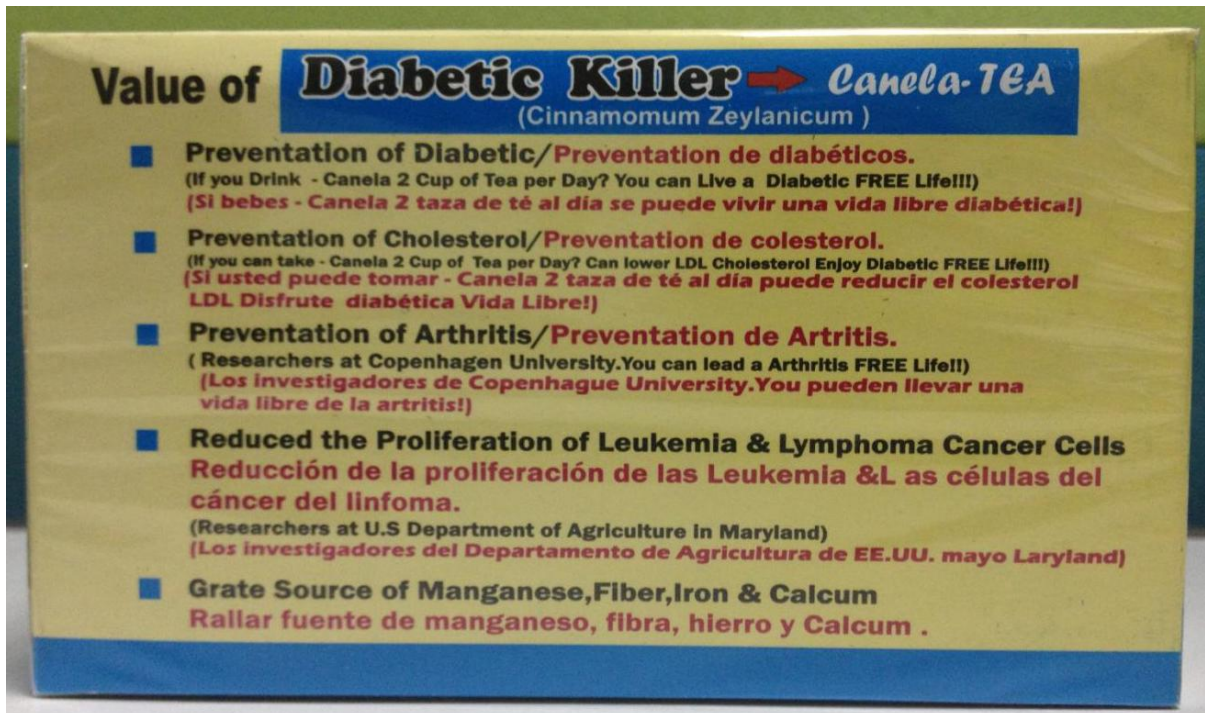 Value of Diabetic Killer Canela-TEA
(Cinnamomum Zeylanicum )
Preventation of Diabetic/Preventation de diabéticos.
(If you Drink - Canela 2 Cup of Tea per Day? You can Live a Diabetic FREE Life!!!)
(Si bebes - Canela 2 taza de té al día se puede vivir una vida libre diabética!)
Preventation of Cholesterol/Preventation de colesterol.
(If you can take - Canela 2 Cup of Tea per Day? Can lower LDL Cholesterol Enjoy Diabetic FREE Life!!!)
(Si usted puede tomar - Canela 2 taza de té al día puede reducir el colesterol
LDL Disfrute diabética Vida Libre!)
Preventation of Arthritis/Preventation de Artritis.
( Researchers at Copenhagen University.You can lead a Arthritis FREE Life!!)
(Los investigadores de Copenhague University.You pueden llevar una
vida libre de la artritis!)
Reduced the Proliferation of Leukemia & Lymphoma Cancer Cells
Reducción de la proliferación de las Leukemia &L as células del
cáncer del linfoma.
(Researchers at U.S Department of Agriculture in Maryland)
(Los investigadores del Departamento de Agricultura de EE.UU. mayo Laryland)
Grate Source of Manganese,Fiber,Iron & Calcum
Rallar fuente de manganeso, fibra, hierro y Calcum .